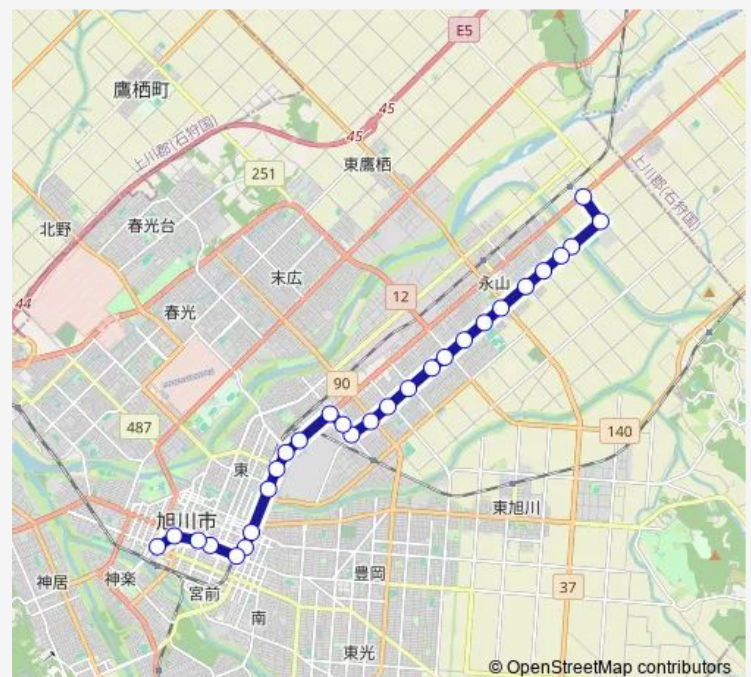 E5
鷹栖町
45
上川郡(石狩国)
45
東鷹栖
251
上川郡(石狩国)
北野
春光台
末広
永山
44
12
春光
90
487
140
東
東旭川
旭川市
豊岡
神居
神楽
37
宮前
南
東光
© OpenStreetMap contributors